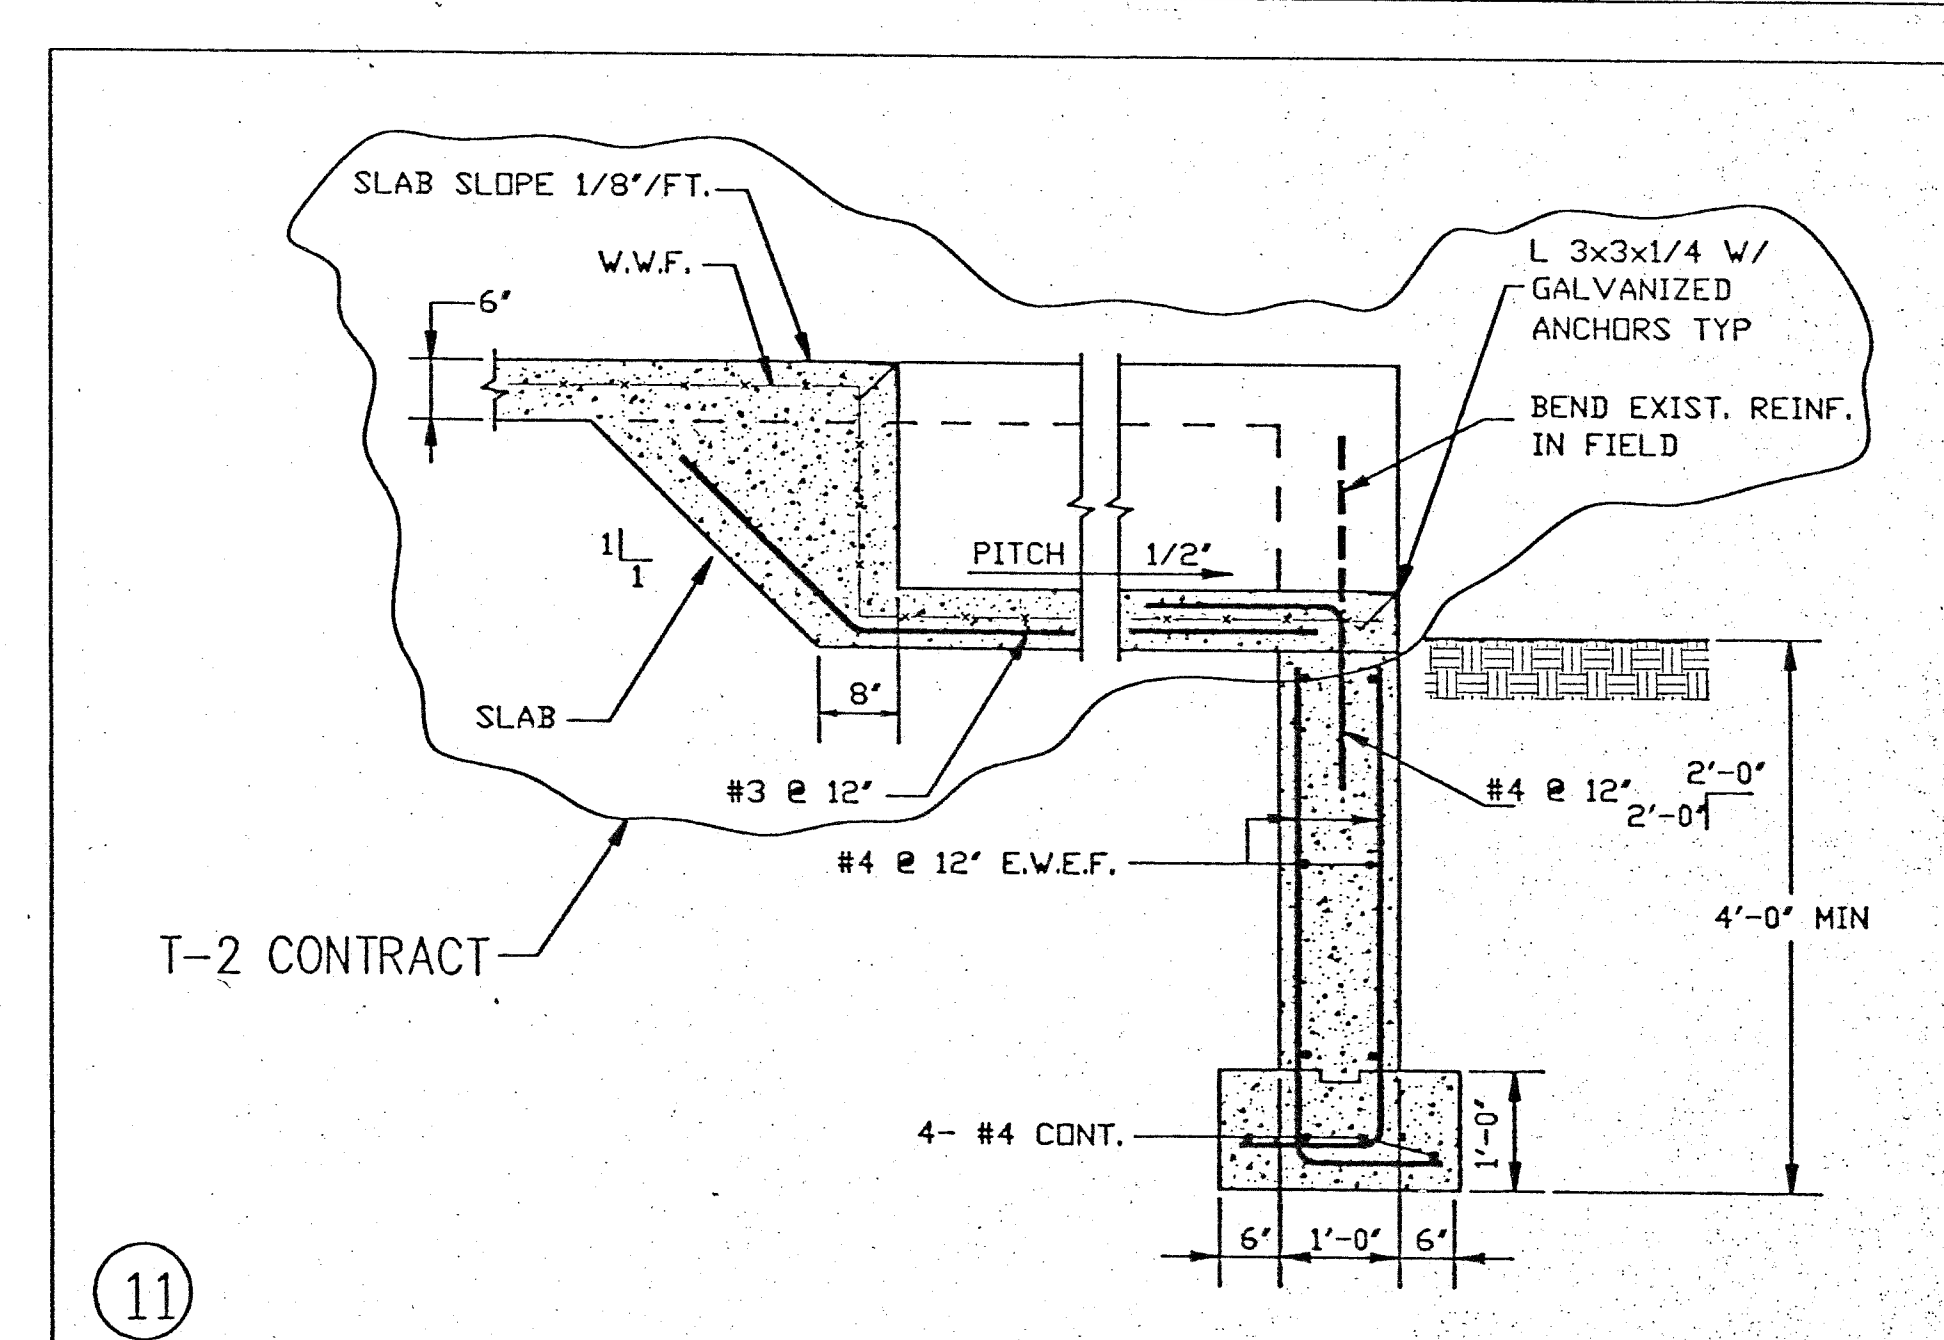 SLAB SLOPE 1/8"/FT.
W.W.F.
6"
L 3x3x1/4 W/
GALVANIZED
ANCHORS TYP
BEND EXIST. REINF.
IN FIELD
1
1
PITCH 1/2"
SLAB
8"
#3 @ 12"
#4 @ 12"
2'-0"
2'-0"
#4 @ 12" E.W.E.F.
T-2 CONTRACT
4'-0" MIN
4- #4 CONT.
1'-0"
6" 1'-0" 6"
11